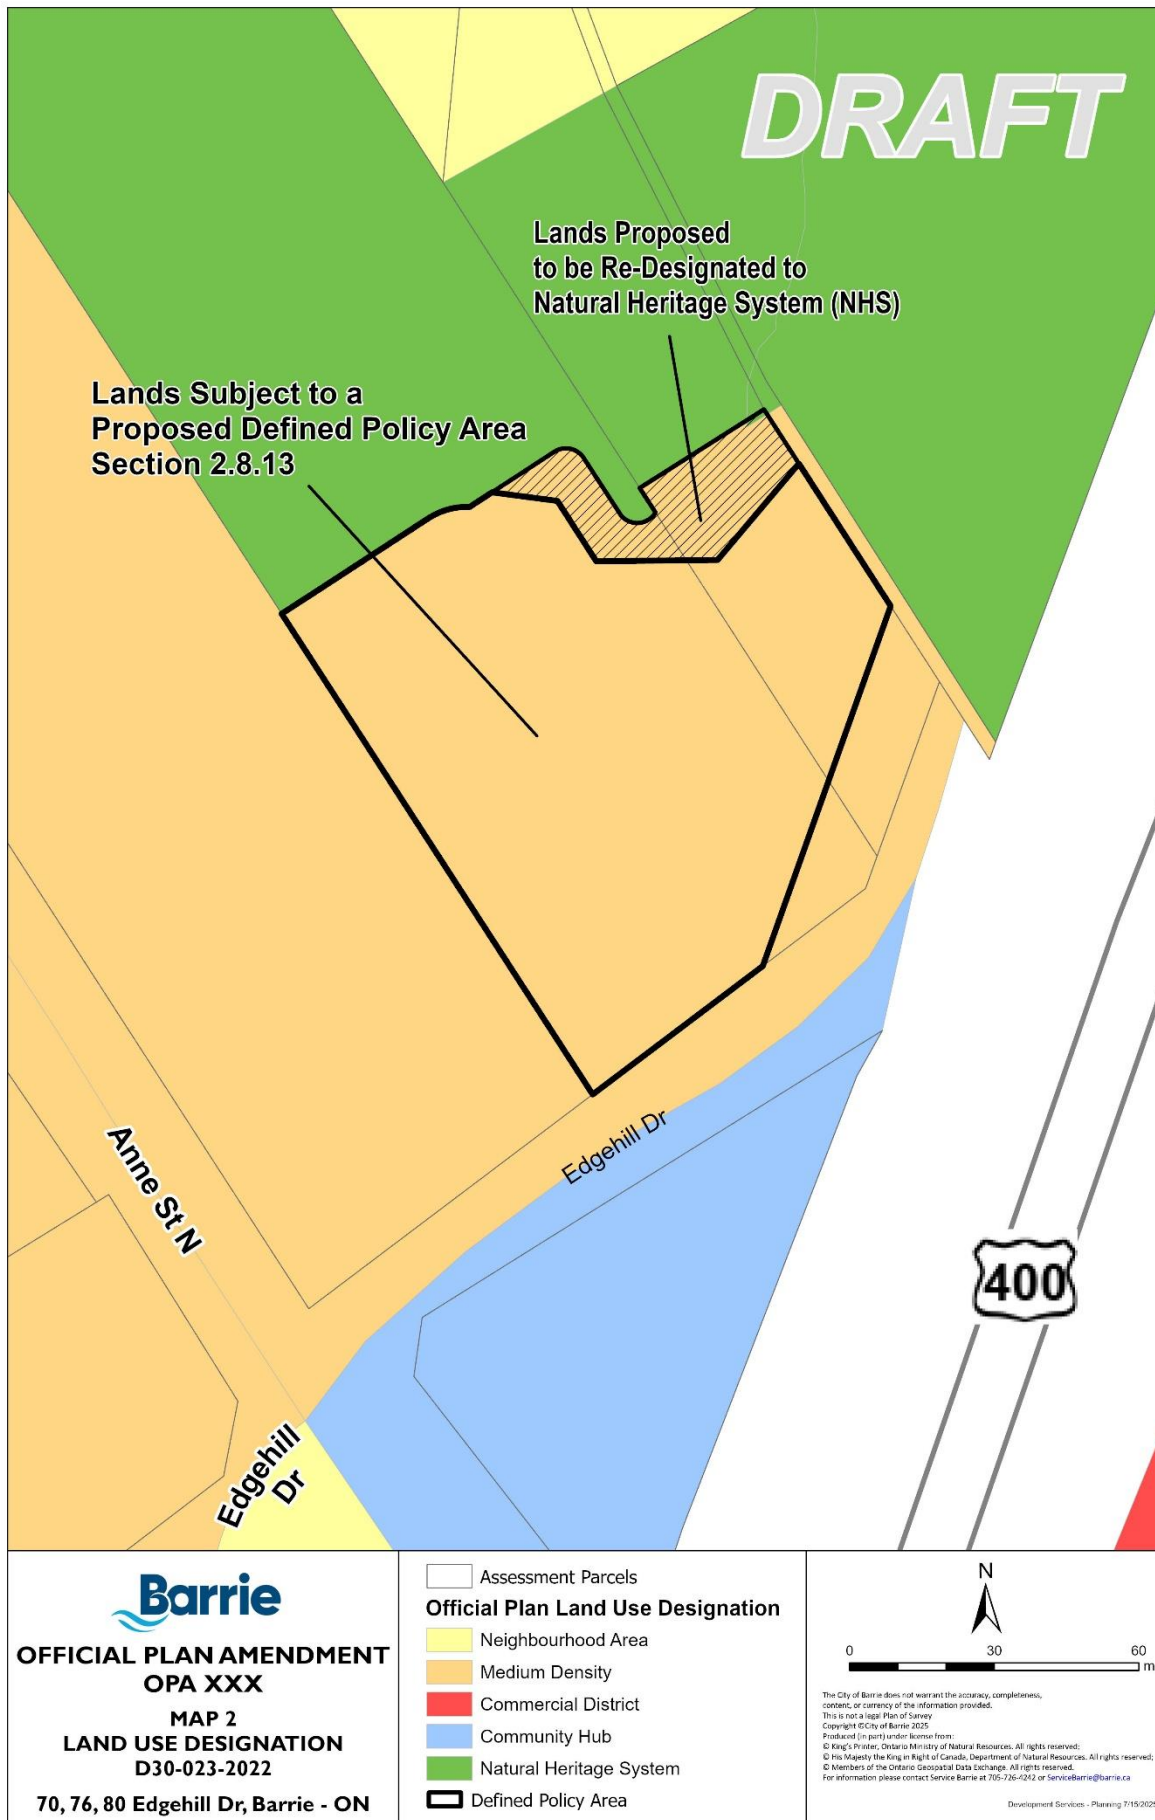 DRAFT
Lands Proposed
to be Re-Designated to
Natural Heritage System (NHS)
Lands Subject to a
Proposed Defined Policy Area
Section 2.8.13
Anne St N
Edgehill Dr
Edgehill
Dr
400
Barrie
OFFICIAL PLAN AMENDMENT
OPA XXX
MAP 2
LAND USE DESIGNATION
D30-023-2022
70, 76, 80 Edgehill Dr, Barrie - ON
Assessment Parcels
Official Plan Land Use Designation
Neighbourhood Area
Medium Density
Commercial District
Community Hub
Natural Heritage System
Defined Policy Area
N
0 30 60
m
The City of Barrie does not warrant the accuracy, completeness,
content, or currency of the information provided.
This is not a legal Plan of Survey
Copyright ©City of Barrie 2025
Produced (in part) under license from:
© King's Printer, Ontario Ministry of Natural Resources. All rights reserved;
© His Majesty the King in Right of Canada, Department of Natural Resources. All rights reserved;
© Members of the Ontario Geospatial Data Exchange. All rights reserved.
For information please contact Service Barrie at 705-726-4242 or ServiceBarrie@barrie.ca
Development Services - Planning 7/15/2025